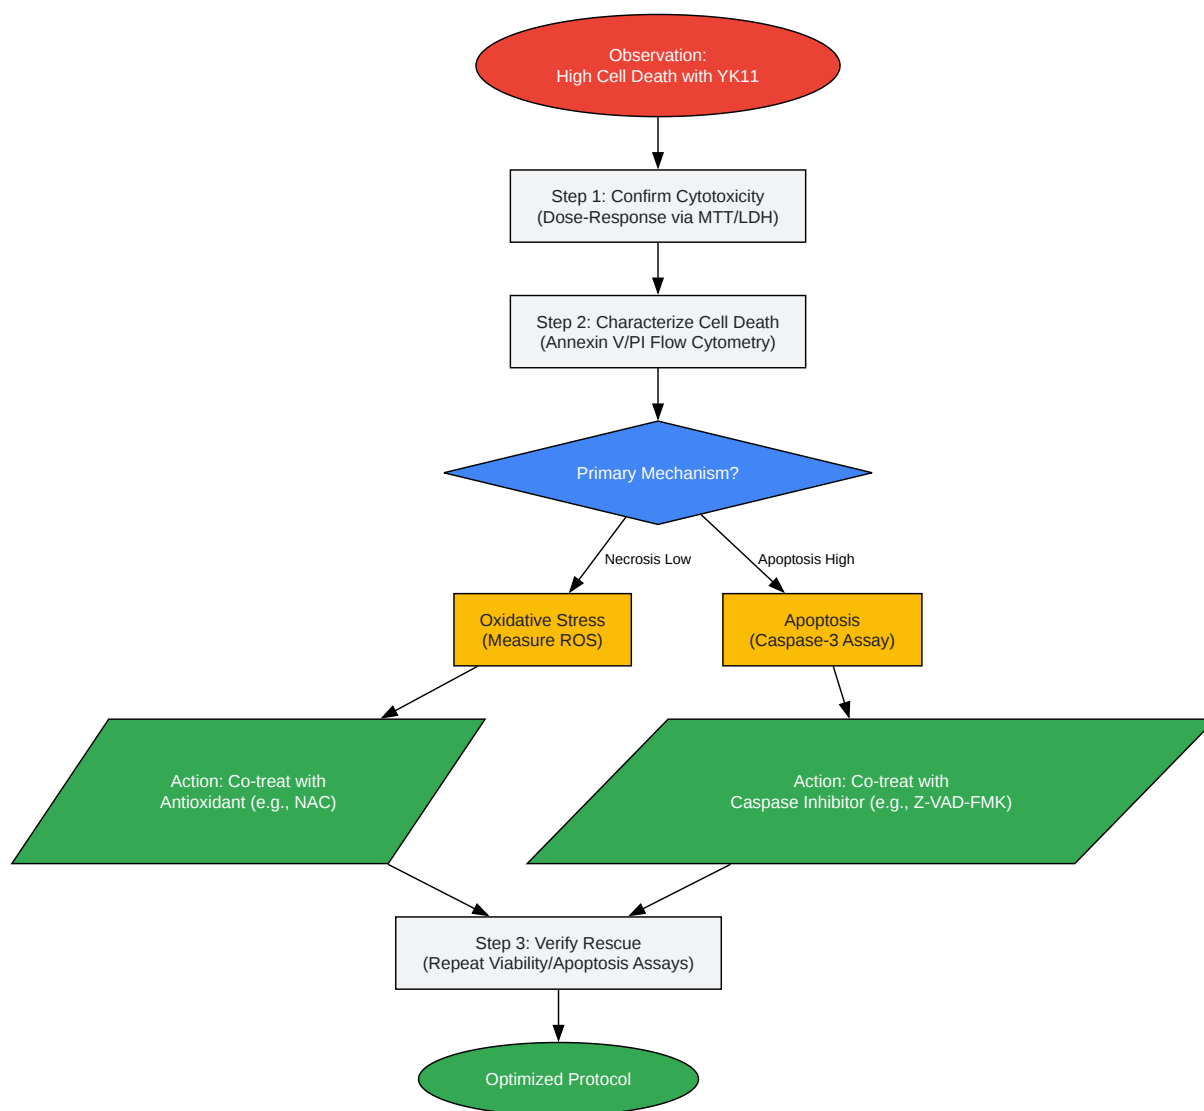 Observation:
High Cell Death with YK11
Step 1: Confirm Cytotoxicity
(Dose-Response via MTT/LDH)
Step 2: Characterize Cell Death
(Annexin V/PI Flow Cytometry)
Primary Mechanism?
Necrosis Low
Apoptosis High
Oxidative Stress
(Measure ROS)
Apoptosis
(Caspase-3 Assay)
Action: Co-treat with
Antioxidant (e.g., NAC)
Action: Co-treat with
Caspase Inhibitor (e.g., Z-VAD-FMK)
Step 3: Verify Rescue
(Repeat Viability/Apoptosis Assays)
Optimized Protocol